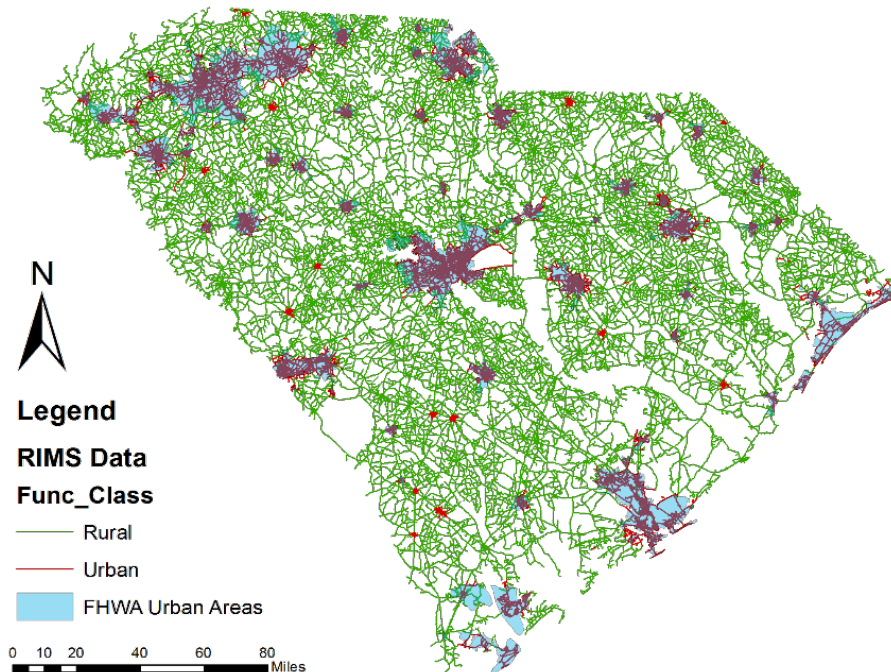 N
Legend
RIMS Data
Func_Class
Rural
Urban
FHWA Urban Areas
0 10 20 40 60 80
Miles